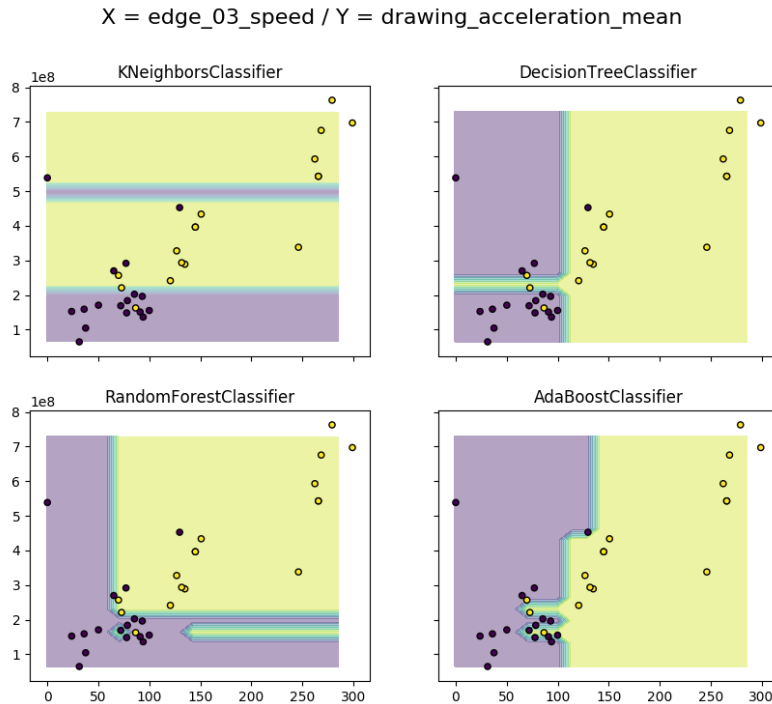 X = edge_03_speed / Y = drawing_acceleration_mean
KNeighborsClassifier
DecisionTreeClassifier
1e8
8
7
6
5
4
3
2
1
RandomForestClassifier
AdaBoostClassifier
1e8
8
7
6
5
4
3
2
1
0 50 100 150 200 250 300
0 50 100 150 200 250 300